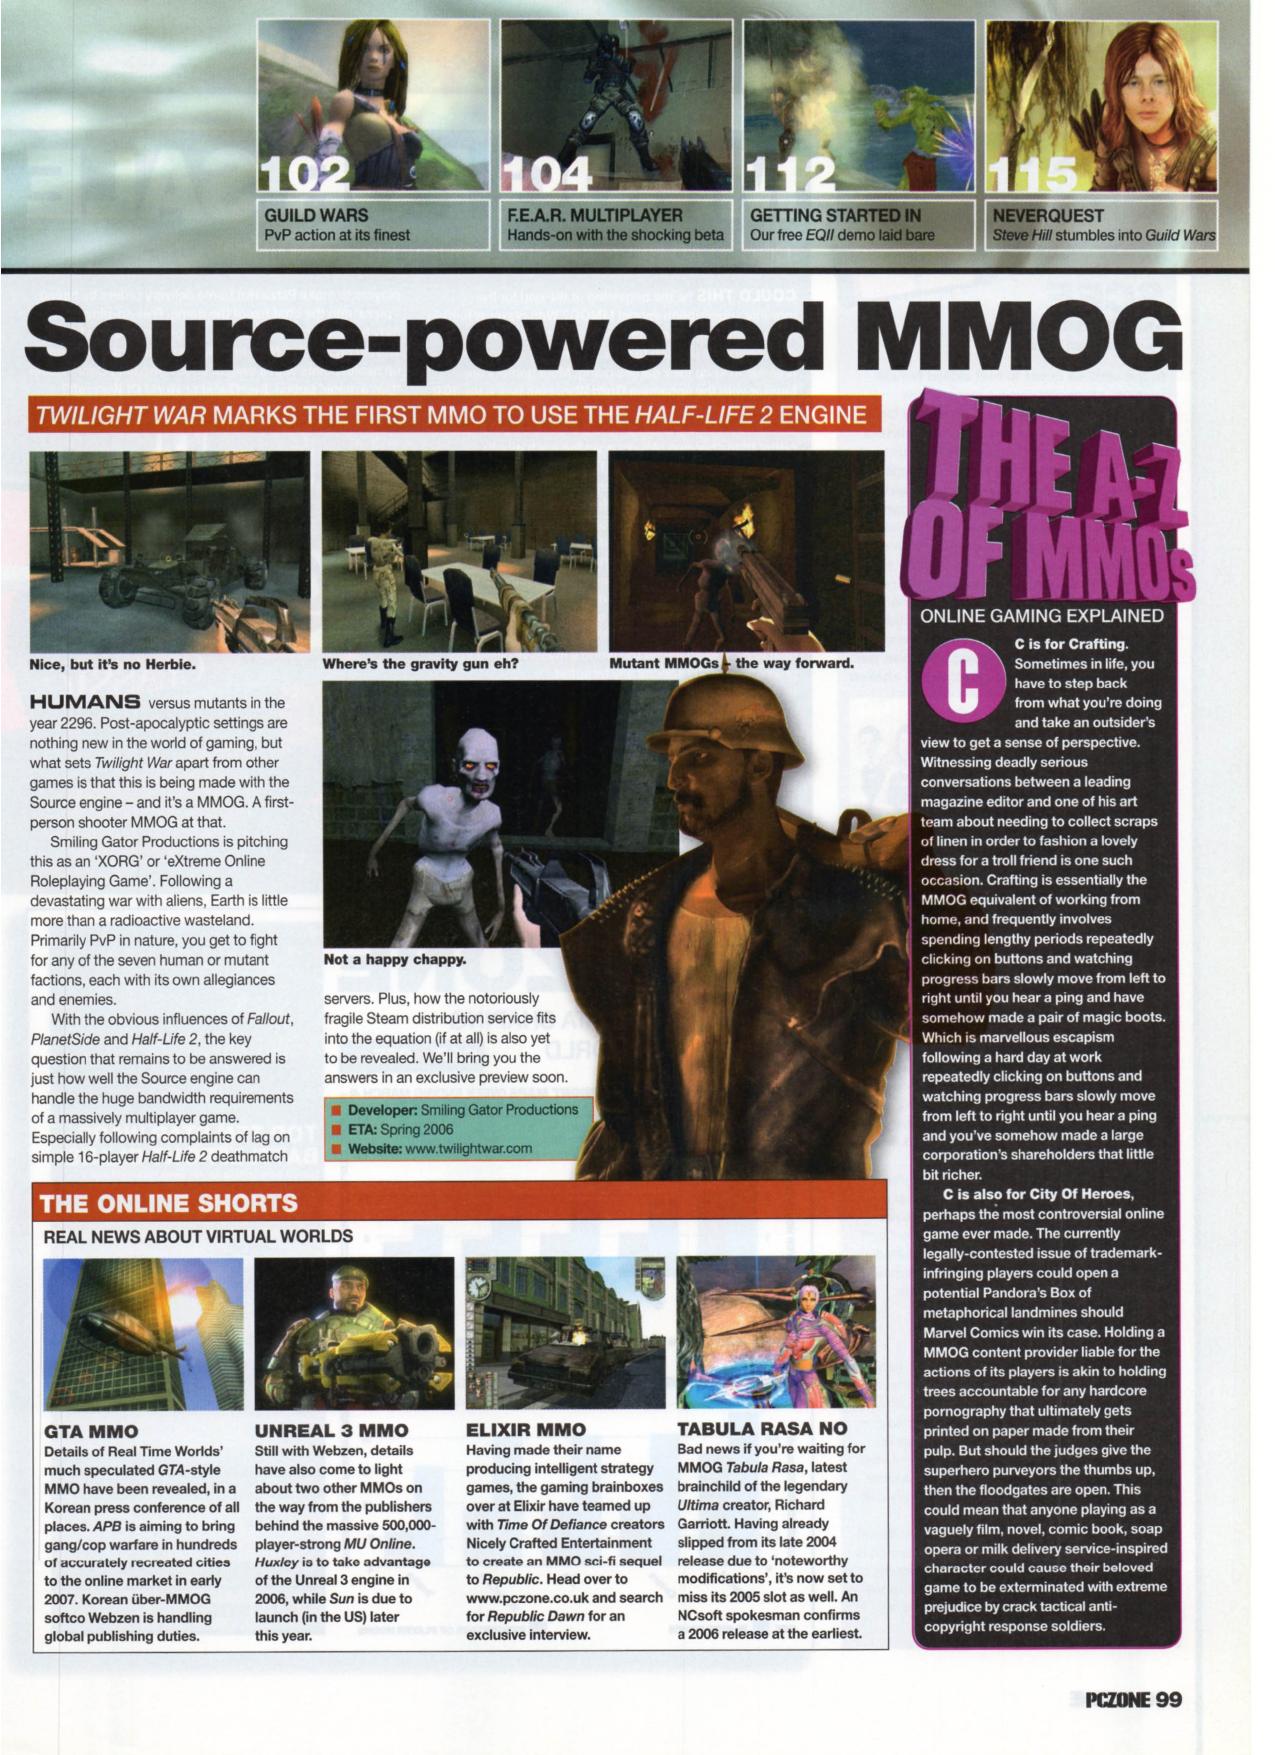 102
GUILD WARS
PvP action at its finest
104
F.E.A.R. MULTIPLAYER
Hands-on with the shocking beta
112
GETTING STARTED IN
Our free EQII demo laid bare
115
NEVERQUEST
Steve Hill stumbles into Guild Wars
Source-powered MMOG
TWILIGHT WAR MARKS THE FIRST MMO TO USE THE HALF-LIFE 2 ENGINE
Nice, but it's no Herbie.
Where's the gravity gun eh?
Mutant MMOGs – the way forward.
HUMANS versus mutants in the
year 2296. Post-apocalyptic settings are
nothing new in the world of gaming, but
what sets Twilight War apart from other
games is that this is being made with the
Source engine – and it's a MMOG. A first-
person shooter MMOG at that.
Smiling Gator Productions is pitching
this as an 'XORG' or 'eXtreme Online
Roleplaying Game'. Following a
devastating war with aliens, Earth is little
more than a radioactive wasteland.
Primarily PvP in nature, you get to fight
for any of the seven human or mutant
factions, each with its own allegiances
and enemies.
With the obvious influences of Fallout,
PlanetSide and Half-Life 2, the key
question that remains to be answered is
just how well the Source engine can
handle the huge bandwidth requirements
of a massively multiplayer game.
Especially following complaints of lag on
simple 16-player Half-Life 2 deathmatch
Not a happy chappy.
servers. Plus, how the notoriously
fragile Steam distribution service fits
into the equation (if at all) is also yet
to be revealed. We'll bring you the
answers in an exclusive preview soon.
Developer: Smiling Gator Productions
ETA: Spring 2006
Website: www.twilightwar.com
THE A-Z
OF MMOs
ONLINE GAMING EXPLAINED
C
C is for Crafting.
Sometimes in life, you
have to step back
from what you're doing
and take an outsider's
view to get a sense of perspective.
Witnessing deadly serious
conversations between a leading
magazine editor and one of his art
team about needing to collect scraps
of linen in order to fashion a lovely
dress for a troll friend is one such
occasion. Crafting is essentially the
MMOG equivalent of working from
home, and frequently involves
spending lengthy periods repeatedly
clicking on buttons and watching
progress bars slowly move from left to
right until you hear a ping and have
somehow made a pair of magic boots.
Which is marvellous escapism
following a hard day at work
repeatedly clicking on buttons and
watching progress bars slowly move
from left to right until you hear a ping
and you've somehow made a large
corporation's shareholders that little
bit richer.
C is also for City Of Heroes,
perhaps the most controversial online
game ever made. The currently
legally-contested issue of trademark-
infringing players could open a
potential Pandora's Box of
metaphorical landmines should
Marvel Comics win its case. Holding a
MMOG content provider liable for the
actions of its players is akin to holding
trees accountable for any hardcore
pornography that ultimately gets
printed on paper made from their
pulp. But should the judges give the
superhero purveyors the thumbs up,
then the floodgates are open. This
could mean that anyone playing as a
vaguely film, novel, comic book, soap
opera or milk delivery service-inspired
character could cause their beloved
game to be exterminated with extreme
prejudice by crack tactical anti-
copyright response soldiers.
THE ONLINE SHORTS
REAL NEWS ABOUT VIRTUAL WORLDS
GTA MMO
Details of Real Time Worlds'
much speculated GTA-style
MMO have been revealed, in a
Korean press conference of all
places. APB is aiming to bring
gang/cop warfare in hundreds
of accurately recreated cities
to the online market in early
2007. Korean über-MMOG
softco Webzen is handling
global publishing duties.
UNREAL 3 MMO
Still with Webzen, details
have also come to light
about two other MMOs on
the way from the publishers
behind the massive 500,000-
player-strong MU Online.
Huxley is to take advantage
of the Unreal 3 engine in
2006, while Sun is due to
launch (in the US) later
this year.
ELIXIR MMO
Having made their name
producing intelligent strategy
games, the gaming brainboxes
over at Elixir have teamed up
with Time Of Defiance creators
Nicely Crafted Entertainment
to create an MMO sci-fi sequel
to Republic. Head over to
www.pczone.co.uk and search
for Republic Dawn for an
exclusive interview.
TABULA RASA NO
Bad news if you're waiting for
MMOG Tabula Rasa, latest
brainchild of the legendary
Ultima creator, Richard
Garriott. Having already
slipped from its late 2004
release due to 'noteworthy
modifications', it's now set to
miss its 2005 slot as well. An
NCsoft spokesman confirms
a 2006 release at the earliest.
PCZONE 99